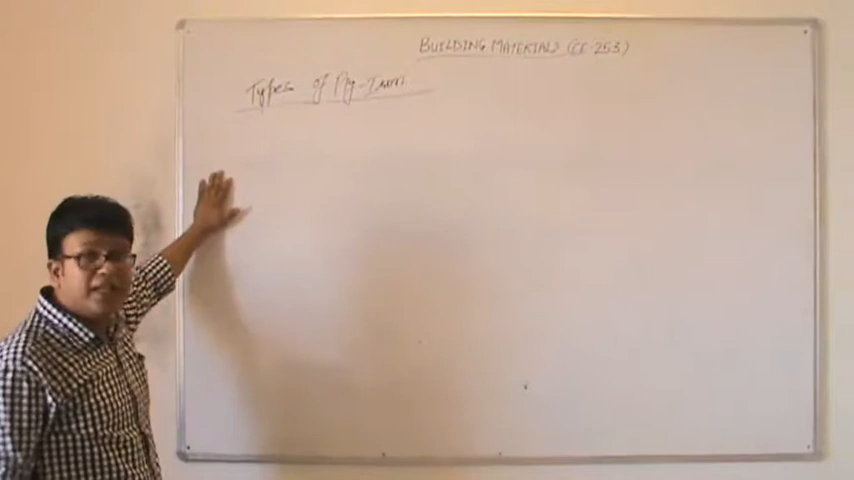 BUILDING MATERIALS (CE-253)
Types of Pig-Iron